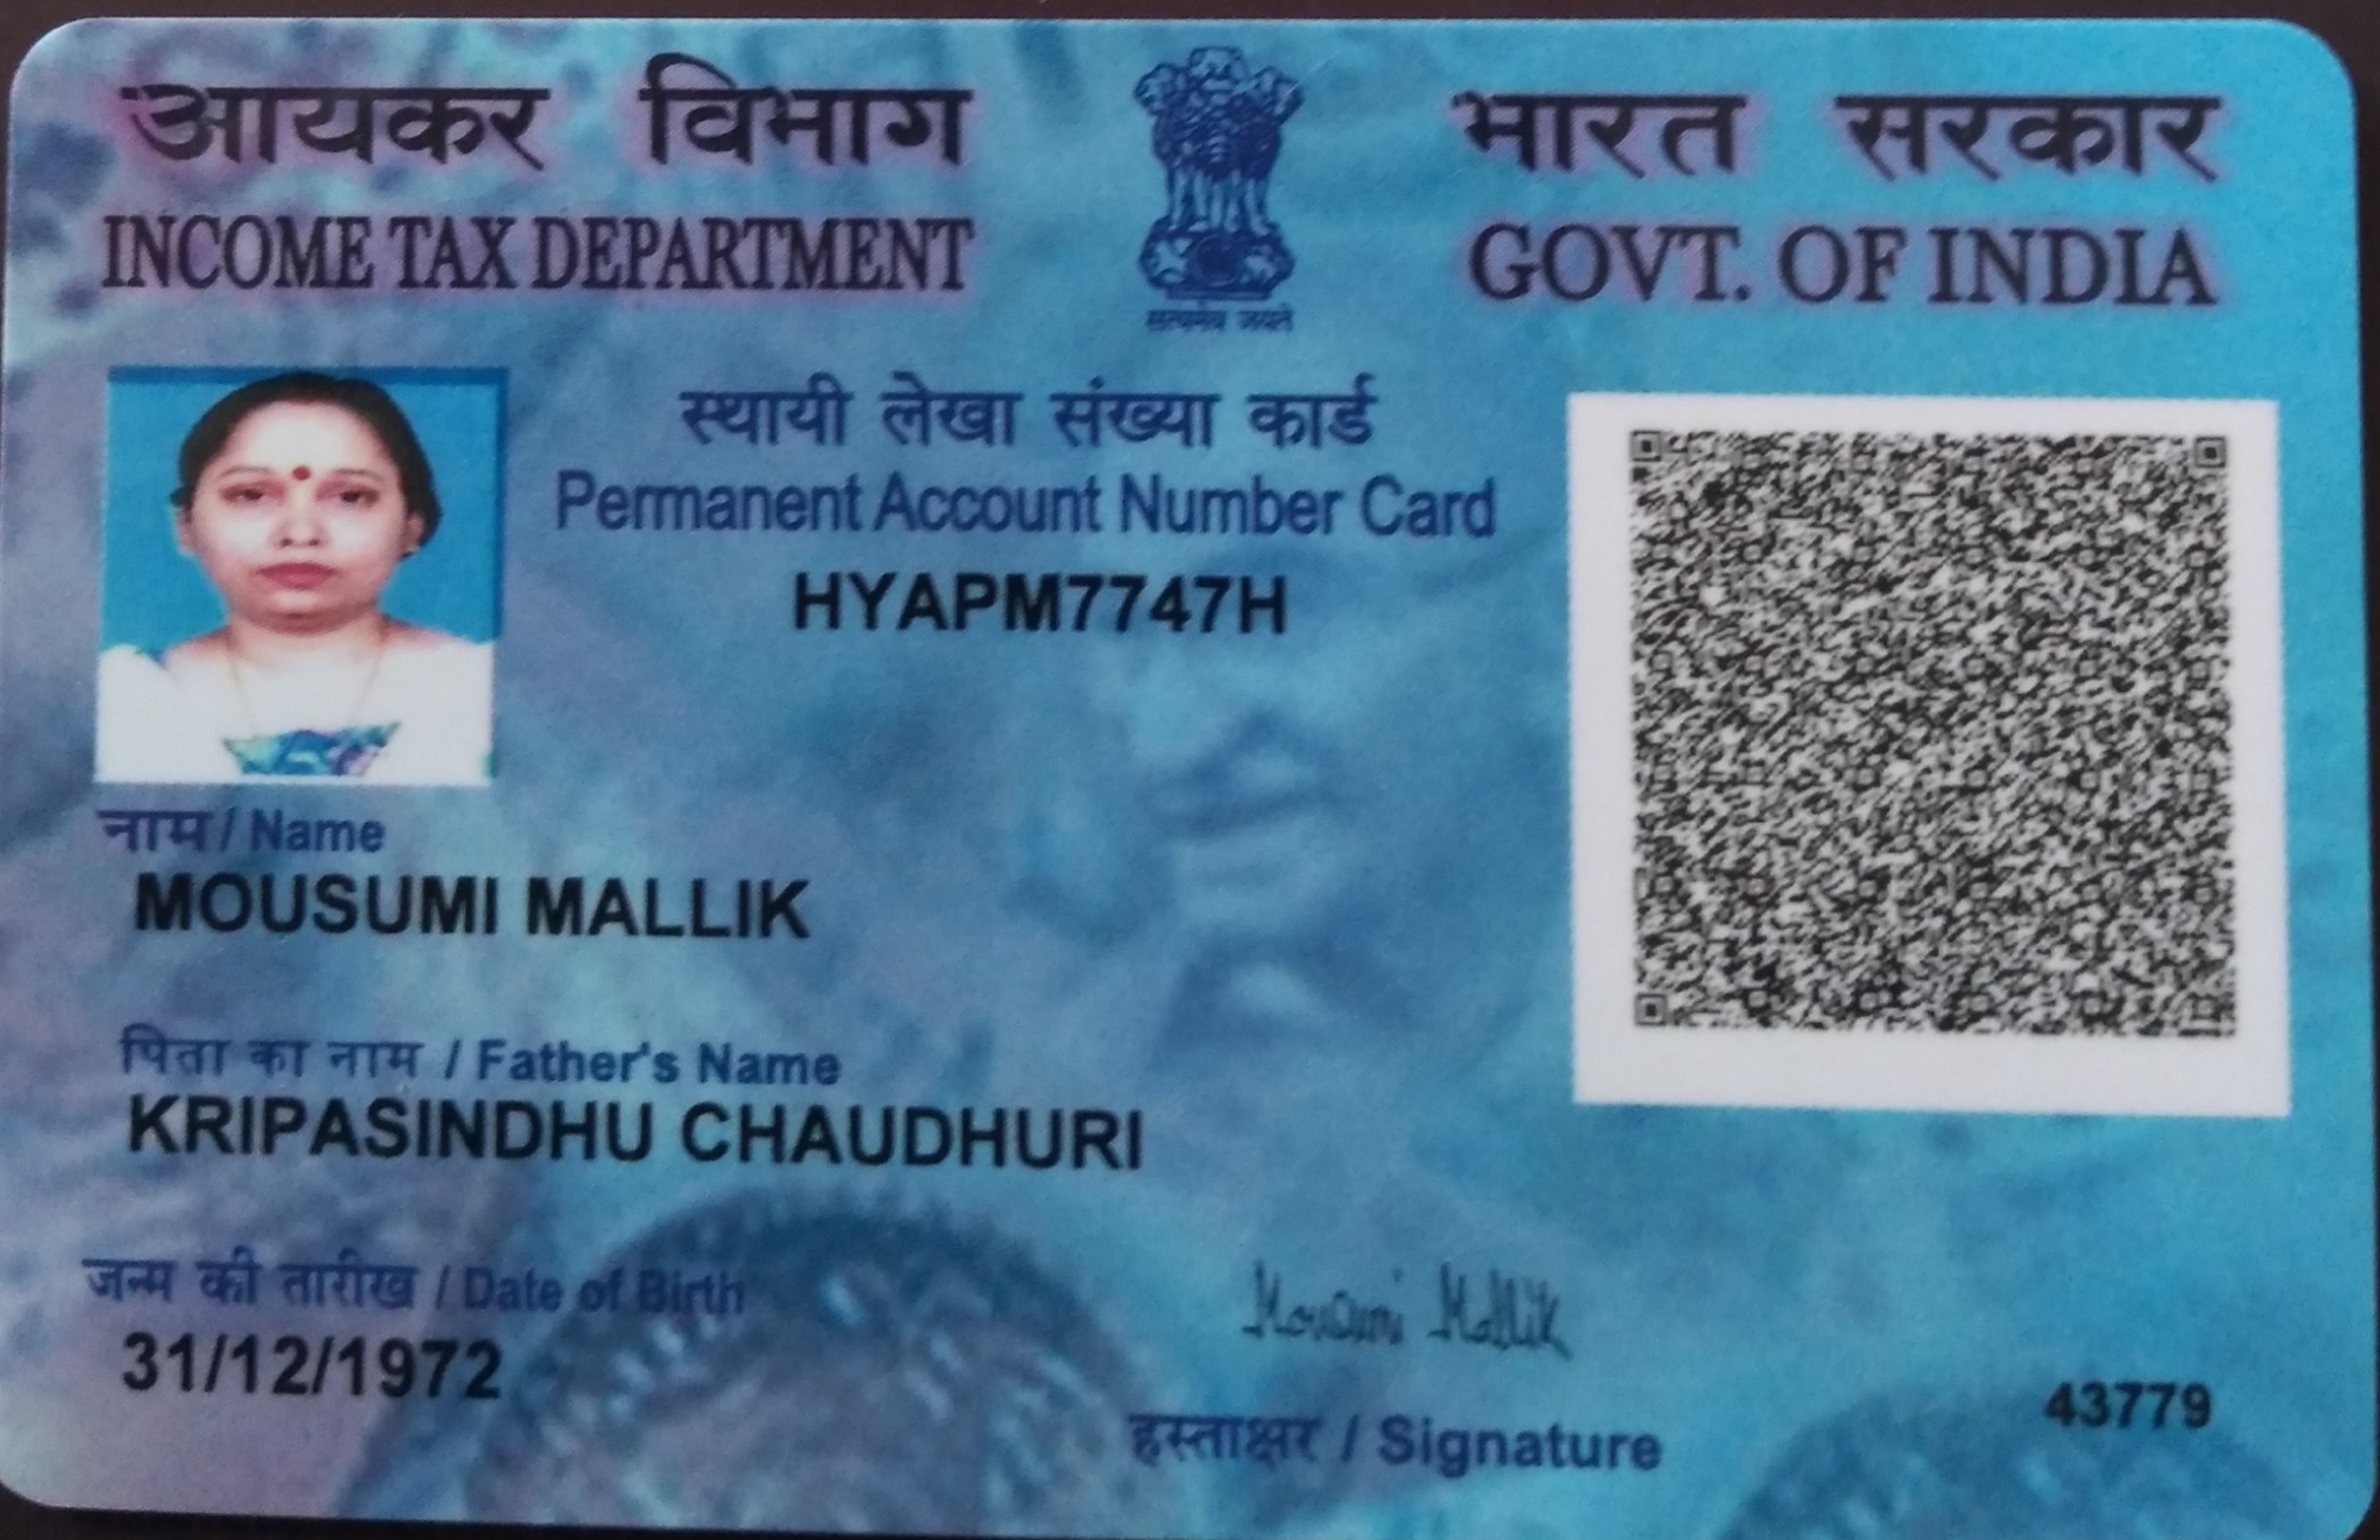 आयकर विभाग
INCOME TAX DEPARTMENT
सत्यमेव जयते
भारत सरकार
GOVT. OF INDIA
स्थायी लेखा संख्या कार्ड
Permanent Account Number Card
HYAPM7747H
नाम / Name
MOUSUMI MALLIK
पिता का नाम / Father's Name
KRIPASINDHU CHAUDHURI
जन्म की तारीख / Date of Birth
31/12/1972
Mousumi Mallik
हस्ताक्षर / Signature
43779